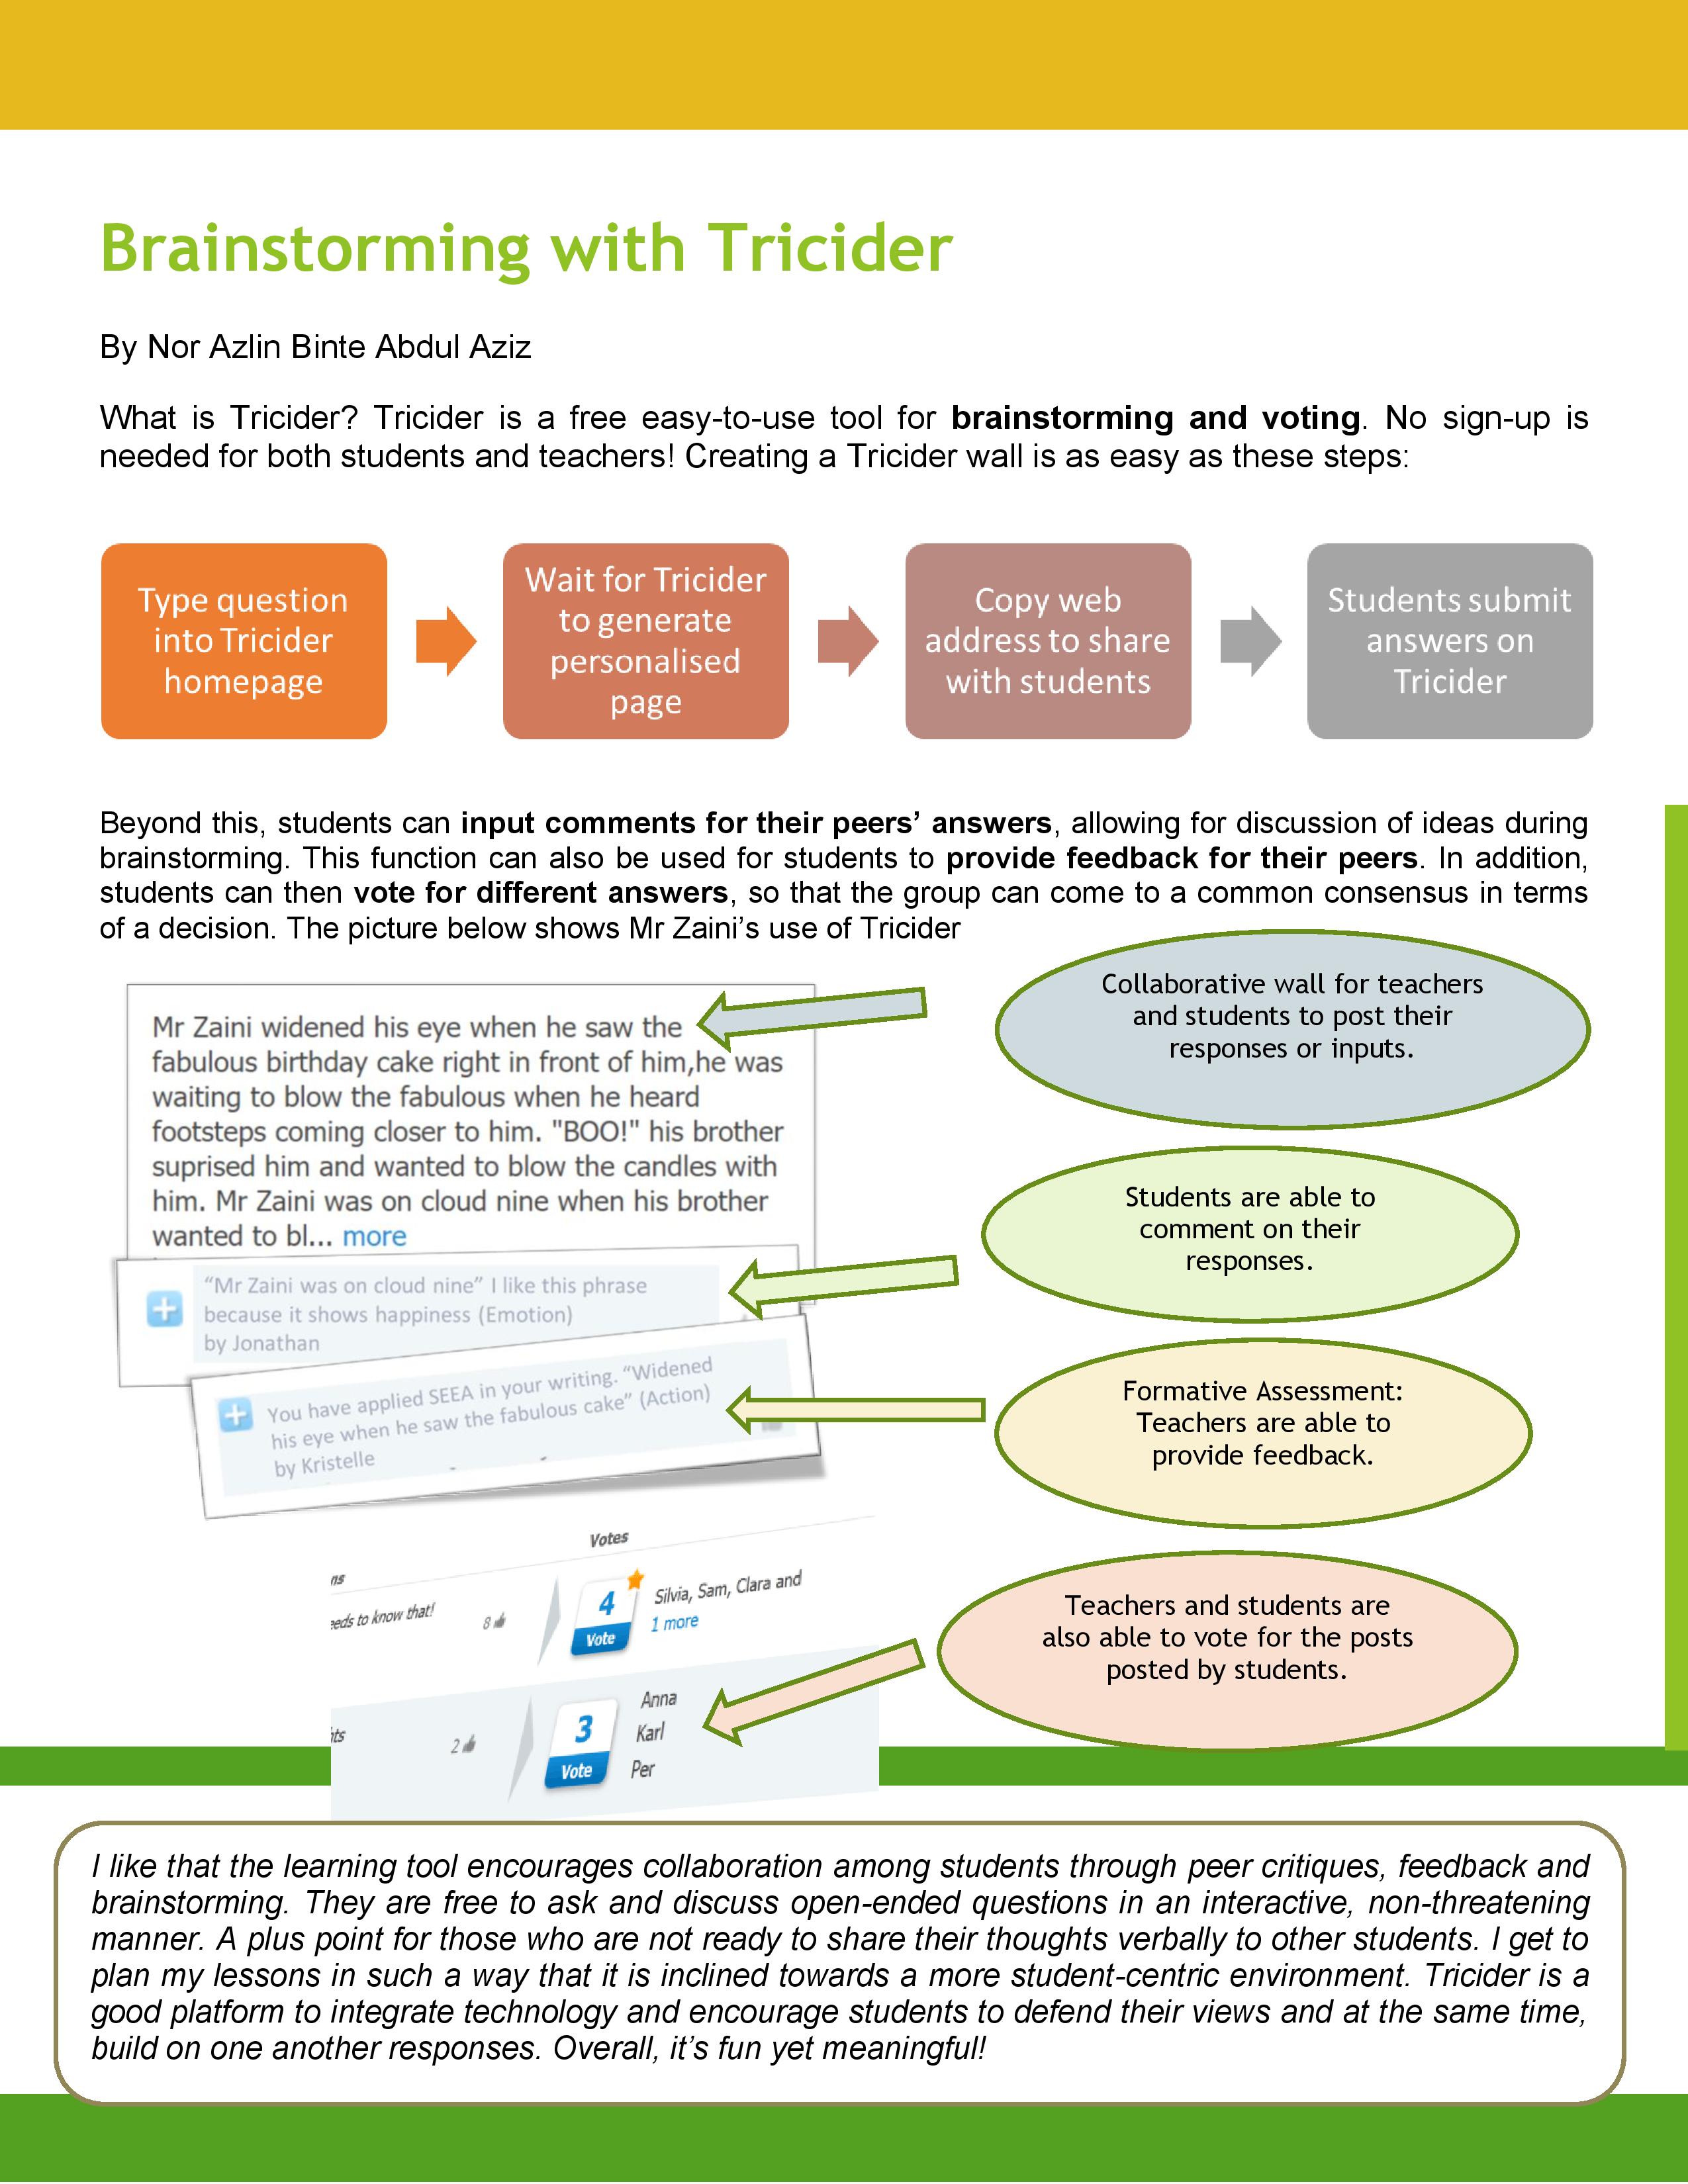 Brainstorming with Tricider
By Nor Azlin Binte Abdul Aziz
What is Tricider? Tricider is a free easy-to-use tool for brainstorming and voting. No sign-up is
needed for both students and teachers! Creating a Tricider wall is as easy as these steps:
Type question
into Tricider
homepage
Wait for Tricider
to generate
personalised
page
Copy web
address to share
with students
Students submit
answers on
Tricider
Beyond this, students can input comments for their peers’ answers, allowing for discussion of ideas during
brainstorming. This function can also be used for students to provide feedback for their peers. In addition,
students can then vote for different answers, so that the group can come to a common consensus in terms
of a decision. The picture below shows Mr Zaini’s use of Tricider
Mr Zaini widened his eye when he saw the
fabulous birthday cake right in front of him,he was
waiting to blow the fabulous when he heard
footsteps coming closer to him. "BOO!" his brother
suprised him and wanted to blow the candles with
him. Mr Zaini was on cloud nine when his brother
wanted to bl... more
Collaborative wall for teachers
and students to post their
responses or inputs.
“Mr Zaini was on cloud nine” I like this phrase
because it shows happiness (Emotion)
by Jonathan
Students are able to
comment on their
responses.
You have applied SEEA in your writing. “Widened
his eye when he saw the fabulous cake” (Action)
by Kristelle
Formative Assessment:
Teachers are able to
provide feedback.
Votes
ns
eeds to know that!
8
4
Vote
Silvia, Sam, Clara and
1 more
hts
2
3
Vote
Anna
Karl
Per
Teachers and students are
also able to vote for the posts
posted by students.
I like that the learning tool encourages collaboration among students through peer critiques, feedback and
brainstorming. They are free to ask and discuss open-ended questions in an interactive, non-threatening
manner. A plus point for those who are not ready to share their thoughts verbally to other students. I get to
plan my lessons in such a way that it is inclined towards a more student-centric environment. Tricider is a
good platform to integrate technology and encourage students to defend their views and at the same time,
build on one another responses. Overall, it’s fun yet meaningful!